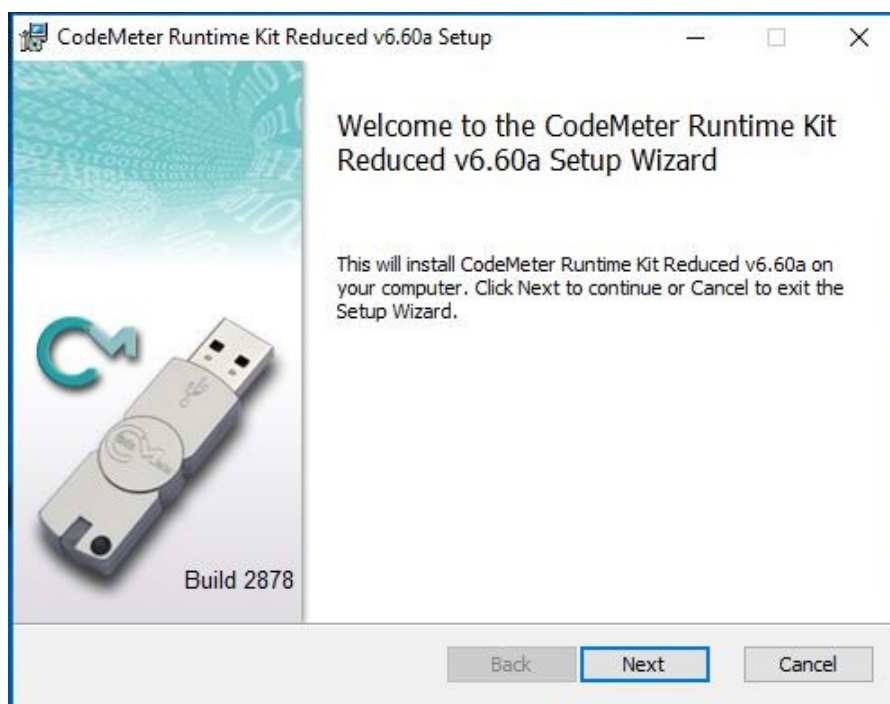 CodeMeter Runtime Kit Reduced v6.60a Setup
Welcome to the CodeMeter Runtime Kit
Reduced v6.60a Setup Wizard
This will install CodeMeter Runtime Kit Reduced v6.60a on
your computer. Click Next to continue or Cancel to exit the
Setup Wizard.
CM
Build 2878
Back
Next
Cancel